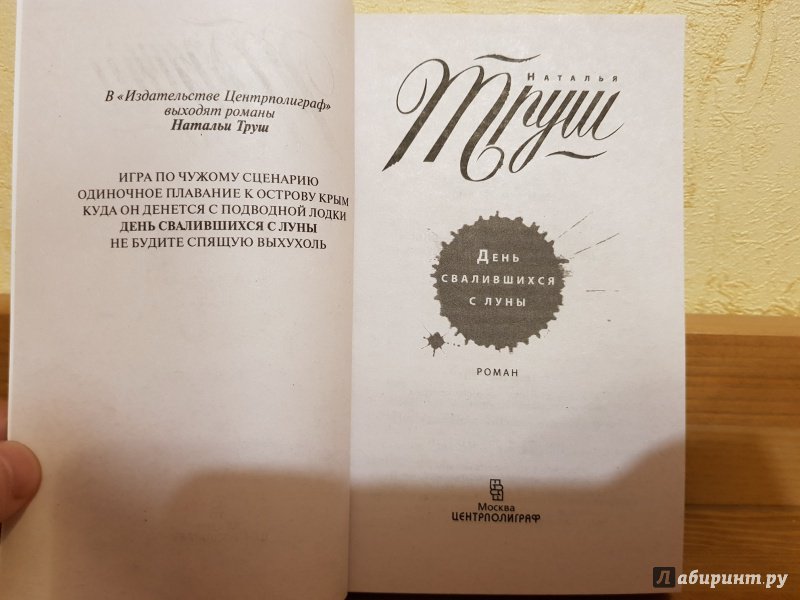 В «Издательстве Центрполиграф»
выходят романы
Натальи Труш
ИГРА ПО ЧУЖОМУ СЦЕНАРИЮ
ОДИНОЧНОЕ ПЛАВАНИЕ К ОСТРОВУ КРЫМ
КУДА ОН ДЕНЕТСЯ С ПОДВОДНОЙ ЛОДКИ
ДЕНЬ СВАЛИВШИХСЯ С ЛУНЫ
НЕ БУДИТЕ СПЯЩУЮ ВЫХУХОЛЬ
НАТАЛЬЯ
Труш
ДЕНЬ
СВАЛИВШИХСЯ
С ЛУНЫ
РОМАН
Москва
ЦЕНТРПОЛИГРАФ
Лабиринт.ру